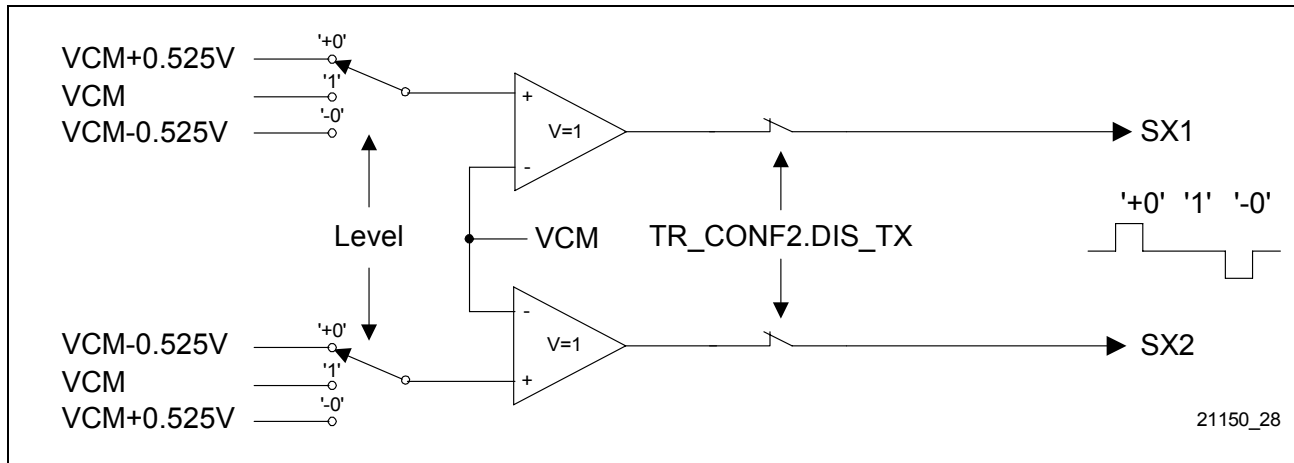 VCM+0.525V
'+0'
VCM
'1'
VCM-0.525V
'-0'
+
V=1
-
SX1
'+0' '1' '-0'
Level
VCM
TR_CONF2.DIS_TX
VCM-0.525V
'+0'
VCM
'1'
VCM+0.525V
'-0'
-
V=1
+
SX2
21150_28